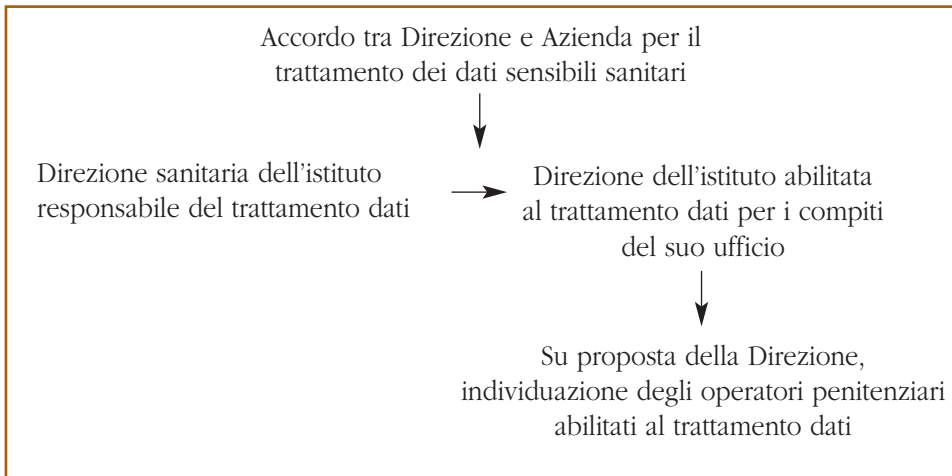 Accordo tra Direzione e Azienda per il
trattamento dei dati sensibili sanitari
Direzione sanitaria dell’istituto
responsabile del trattamento dati
Direzione dell’istituto abilitata
al trattamento dati per i compiti
del suo ufficio
Su proposta della Direzione,
individuazione degli operatori penitenziari
abilitati al trattamento dati